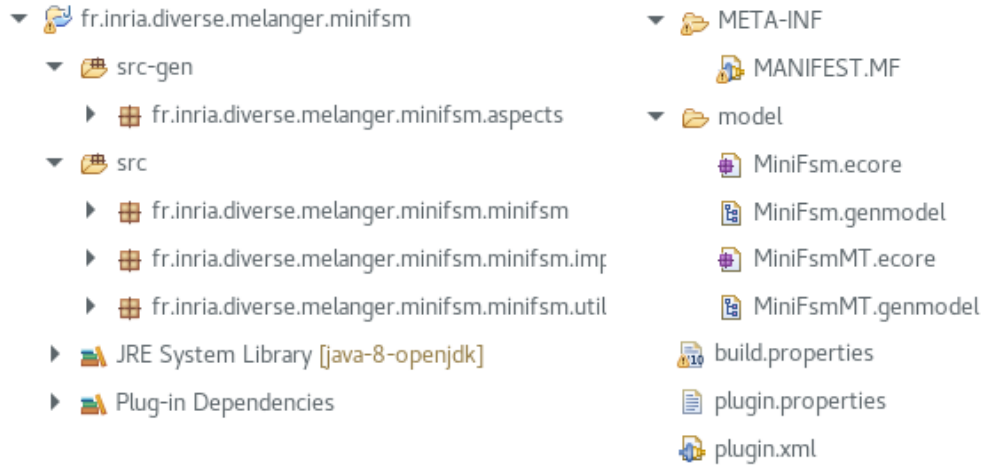 fr.inria.diverse.melanger.minifsm
src-gen
fr.inria.diverse.melanger.minifsm.aspects
src
fr.inria.diverse.melanger.minifsm.minifsm
fr.inria.diverse.melanger.minifsm.minifsm.imp
fr.inria.diverse.melanger.minifsm.minifsm.util
JRE System Library [java-8-openjdk]
Plug-in Dependencies
META-INF
MANIFEST.MF
model
MiniFsm.ecore
MiniFsm.genmodel
MiniFsmMT.ecore
MiniFsmMT.genmodel
build.properties
plugin.properties
plugin.xml